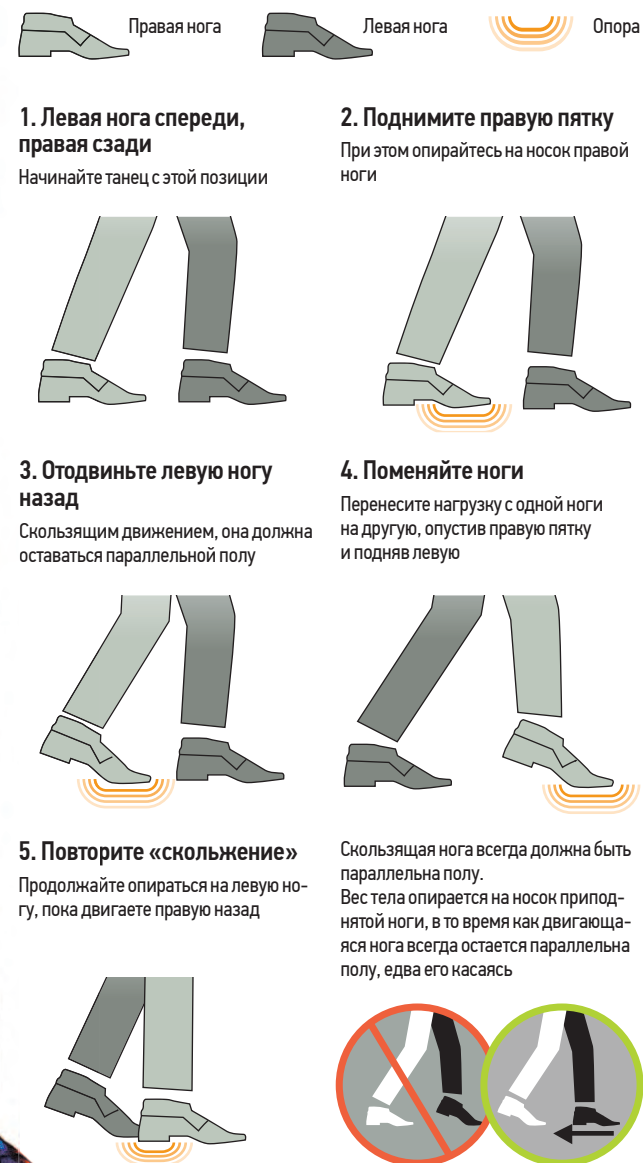 Правая нога
Левая нога
Опора
1. Левая нога спереди,
правая сзади
Начинайте танец с этой позиции
2. Поднимите правую пятку
При этом опирайтесь на носок правой
ноги
3. Отодвиньте левую ногу
назад
Скользящим движением, она должна
оставаться параллельной полу
4. Поменяйте ноги
Перенесите нагрузку с одной ноги
на другую, опустив правую пятку
и подняв левую
5. Повторите «скольжение»
Продолжайте опираться на левую но-
гу, пока двигаете правую назад
Скользящая нога всегда должна быть
параллельна полу.
Вес тела опирается на носок припод-
нятой ноги, в то время как двигающа-
яся нога всегда остается параллельна
полу, едва его касаясь